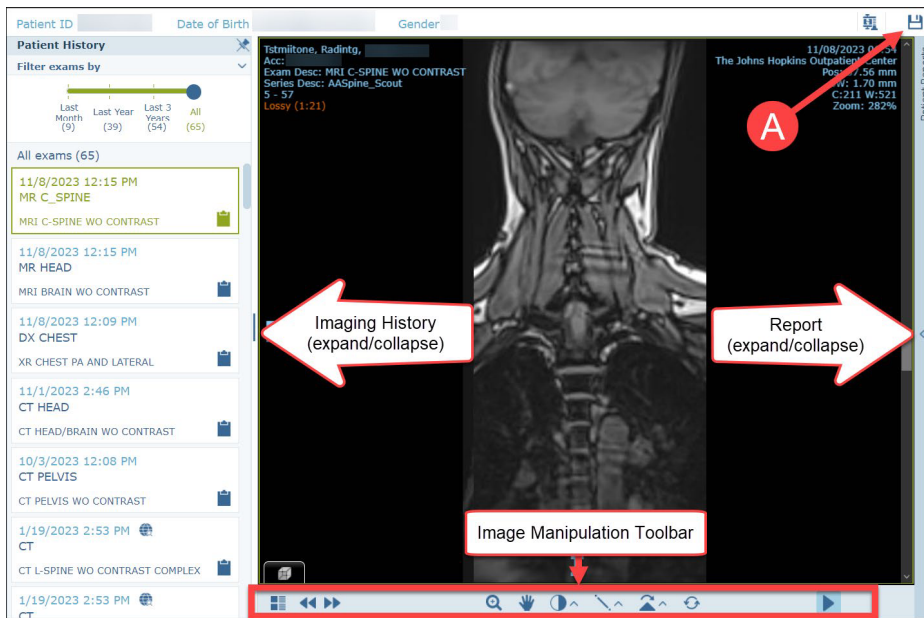 Patient ID Date of Birth Gender
Patient History
Filter exams by
Last Month (9) Last Year (39) Last 3 Years (54) All (65)
All exams (65)
11/8/2023 12:15 PM
MR C_SPINE
MRI C-SPINE WO CONTRAST
11/8/2023 12:15 PM
MR HEAD
MRI BRAIN WO CONTRAST
11/8/2023 12:09 PM
DX CHEST
XR CHEST PA AND LATERAL
11/1/2023 2:46 PM
CT HEAD
CT HEAD/BRAIN WO CONTRAST
10/3/2023 12:08 PM
CT PELVIS
CT PELVIS WO CONTRAST
1/19/2023 2:53 PM
CT
CT L-SPINE WO CONTRAST COMPLEX
1/19/2023 2:53 PM
CT
Tstmiitone, Radintg,
Acc:
Exam Desc: MRI C-SPINE WO CONTRAST
Series Desc: AASpine_Scout
5 - 57
Lossy (1:21)
11/08/2023
The Johns Hopkins Outpatient Center
7.56 mm
1.70 mm
C:211 W:521
Zoom: 282%
A
Imaging History
(expand/collapse)
Report
(expand/collapse)
Image Manipulation Toolbar